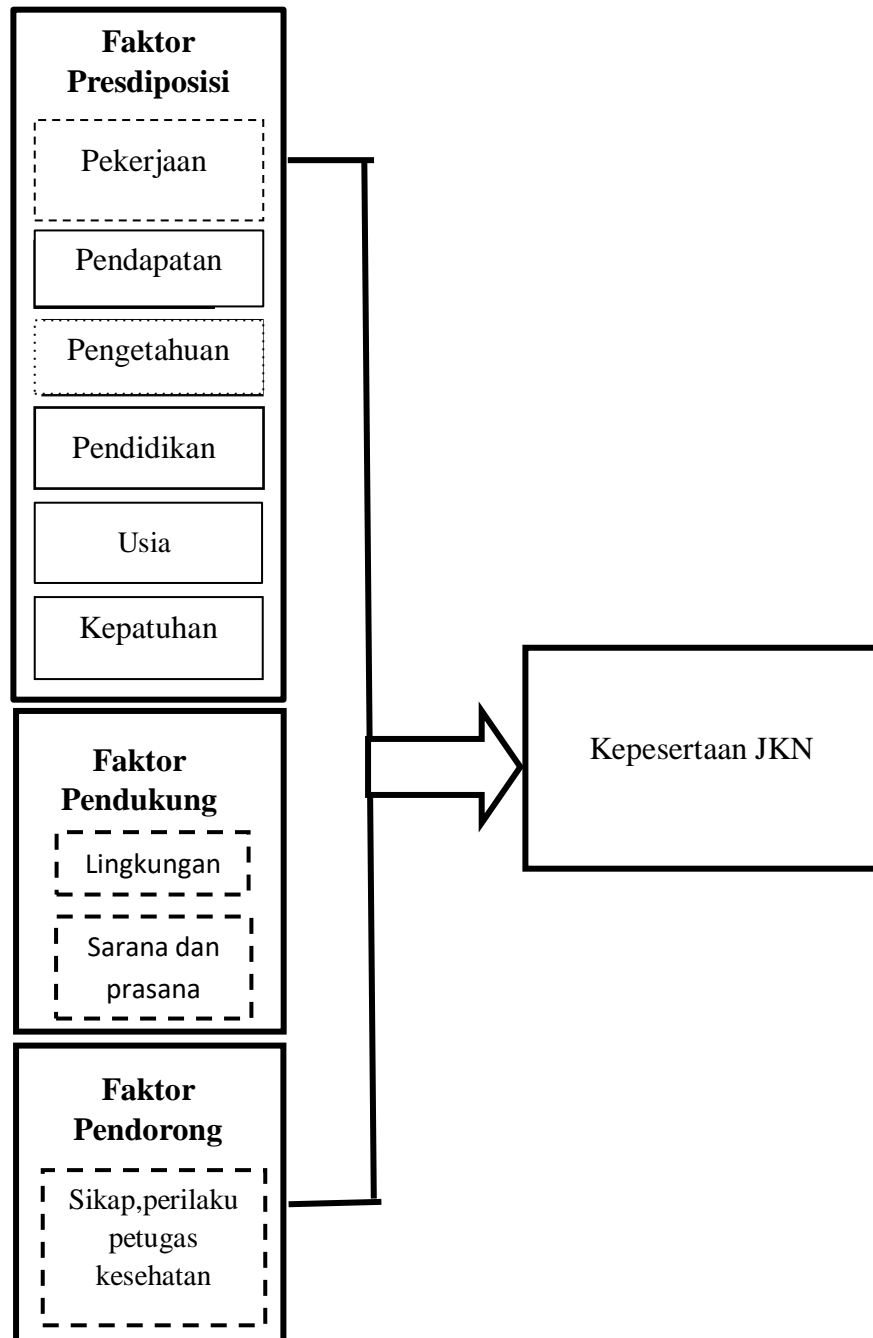 Faktor
Presdiposisi
Pekerjaan
Pendapatan
Pengetahuan
Pendidikan
Usia
Kepatuhan
Faktor
Pendukung
Lingkungan
Sarana dan
prasana
Faktor
Pendorong
Sikap,perilaku
petugas
kesehatan
Kepesertaan JKN